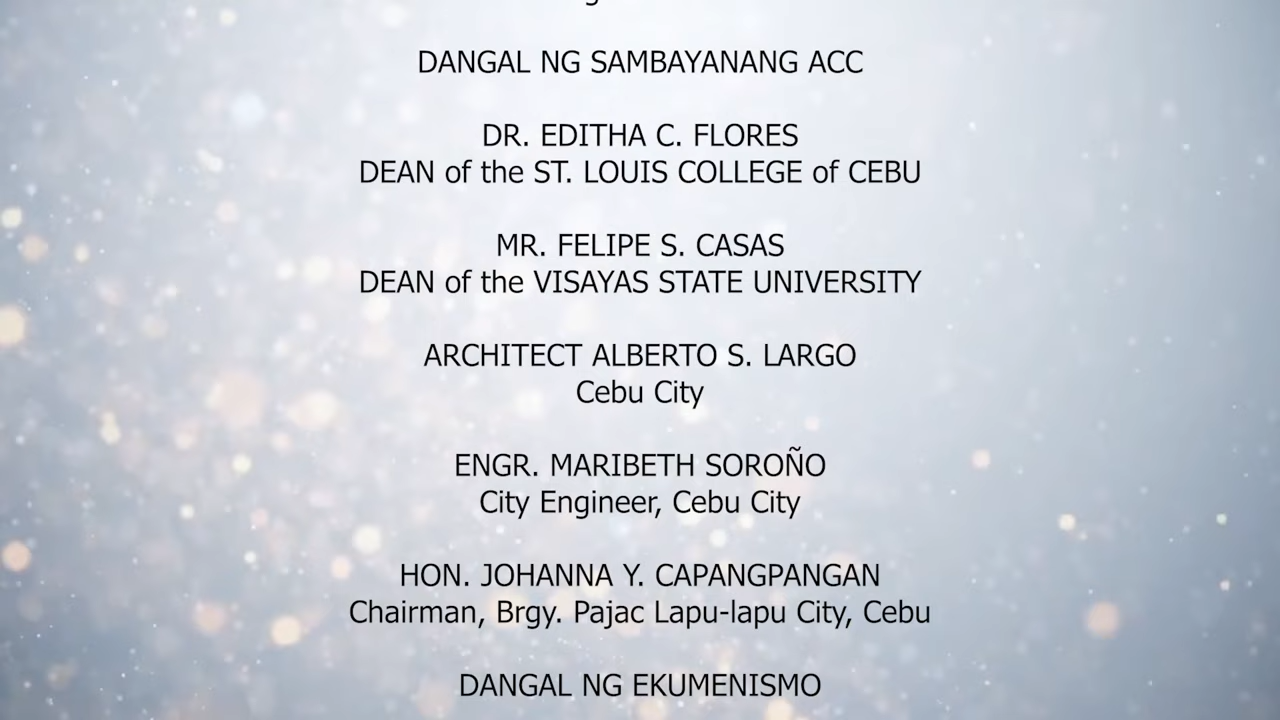 DANGAL NG SAMBAYANANG ACC
DR. EDITHA C. FLORES
DEAN of the ST. LOUIS COLLEGE of CEBU
MR. FELIPE S. CASAS
DEAN of the VISAYAS STATE UNIVERSITY
ARCHITECT ALBERTO S. LARGO
Cebu City
ENGR. MARIBETH SOROÑO
City Engineer, Cebu City
HON. JOHANNA Y. CAPANGPANGAN
Chairman, Brgy. Pajac Lapu-lapu City, Cebu
DANGAL NG EKUMENISMO